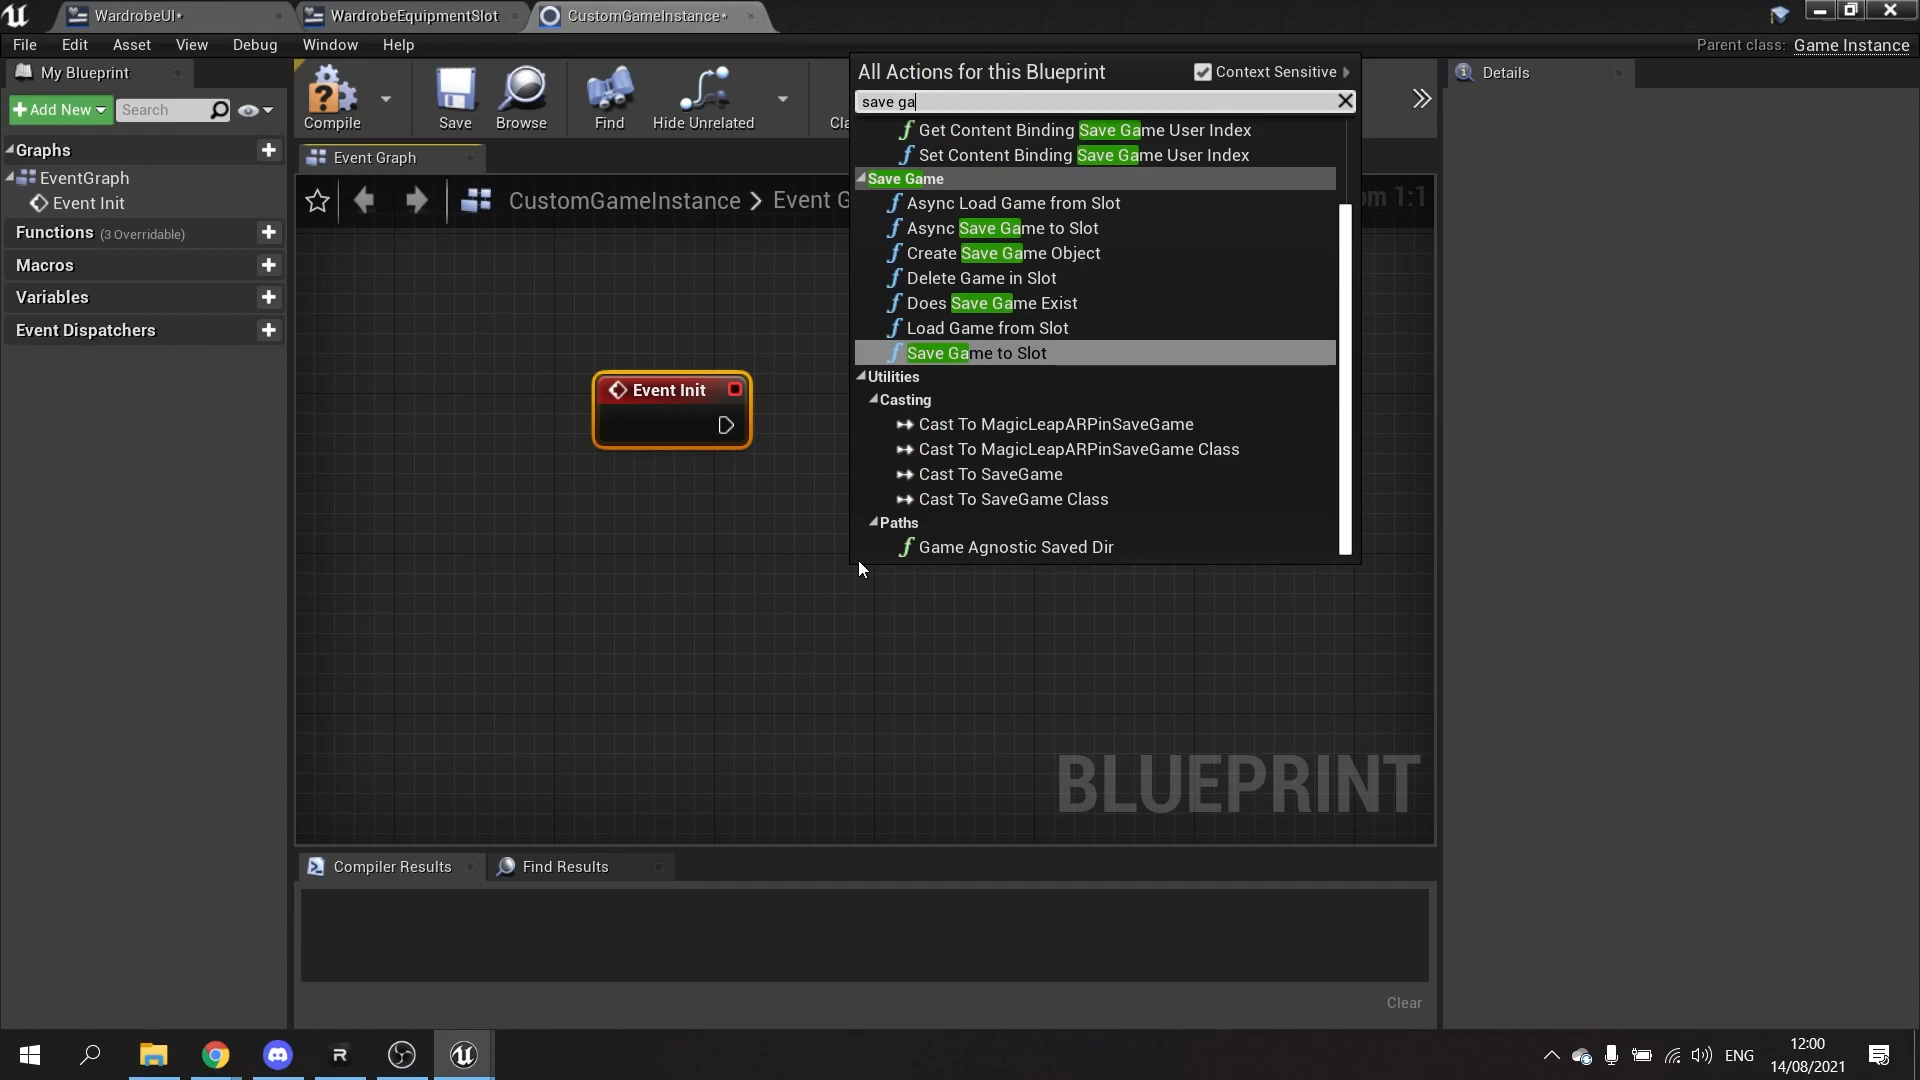 WardrobeUI*
WardrobeEquipmentSlot
CustomGameInstance*
File Edit Asset View Debug Window Help
Parent class: Game Instance
My Blueprint
Add New
Search
Graphs
EventGraph
Event Init
Functions (3 Overridable)
Macros
Variables
Event Dispatchers
Compile
Save
Browse
Find
Hide Unrelated
Event Graph
CustomGameInstance > Event G
1:1
Event Init
BLUEPRINT
All Actions for this Blueprint
Context Sensitive
save ga
Get Content Binding Save Game User Index
Set Content Binding Save Game User Index
Save Game
Async Load Game from Slot
Async Save Game to Slot
Create Save Game Object
Delete Game in Slot
Does Save Game Exist
Load Game from Slot
Save Game to Slot
Utilities
Casting
Cast To MagicLeapARPinSaveGame
Cast To MagicLeapARPinSaveGame Class
Cast To SaveGame
Cast To SaveGame Class
Paths
Game Agnostic Saved Dir
Details
Compiler Results
Find Results
Clear
ENG
12:00
14/08/2021